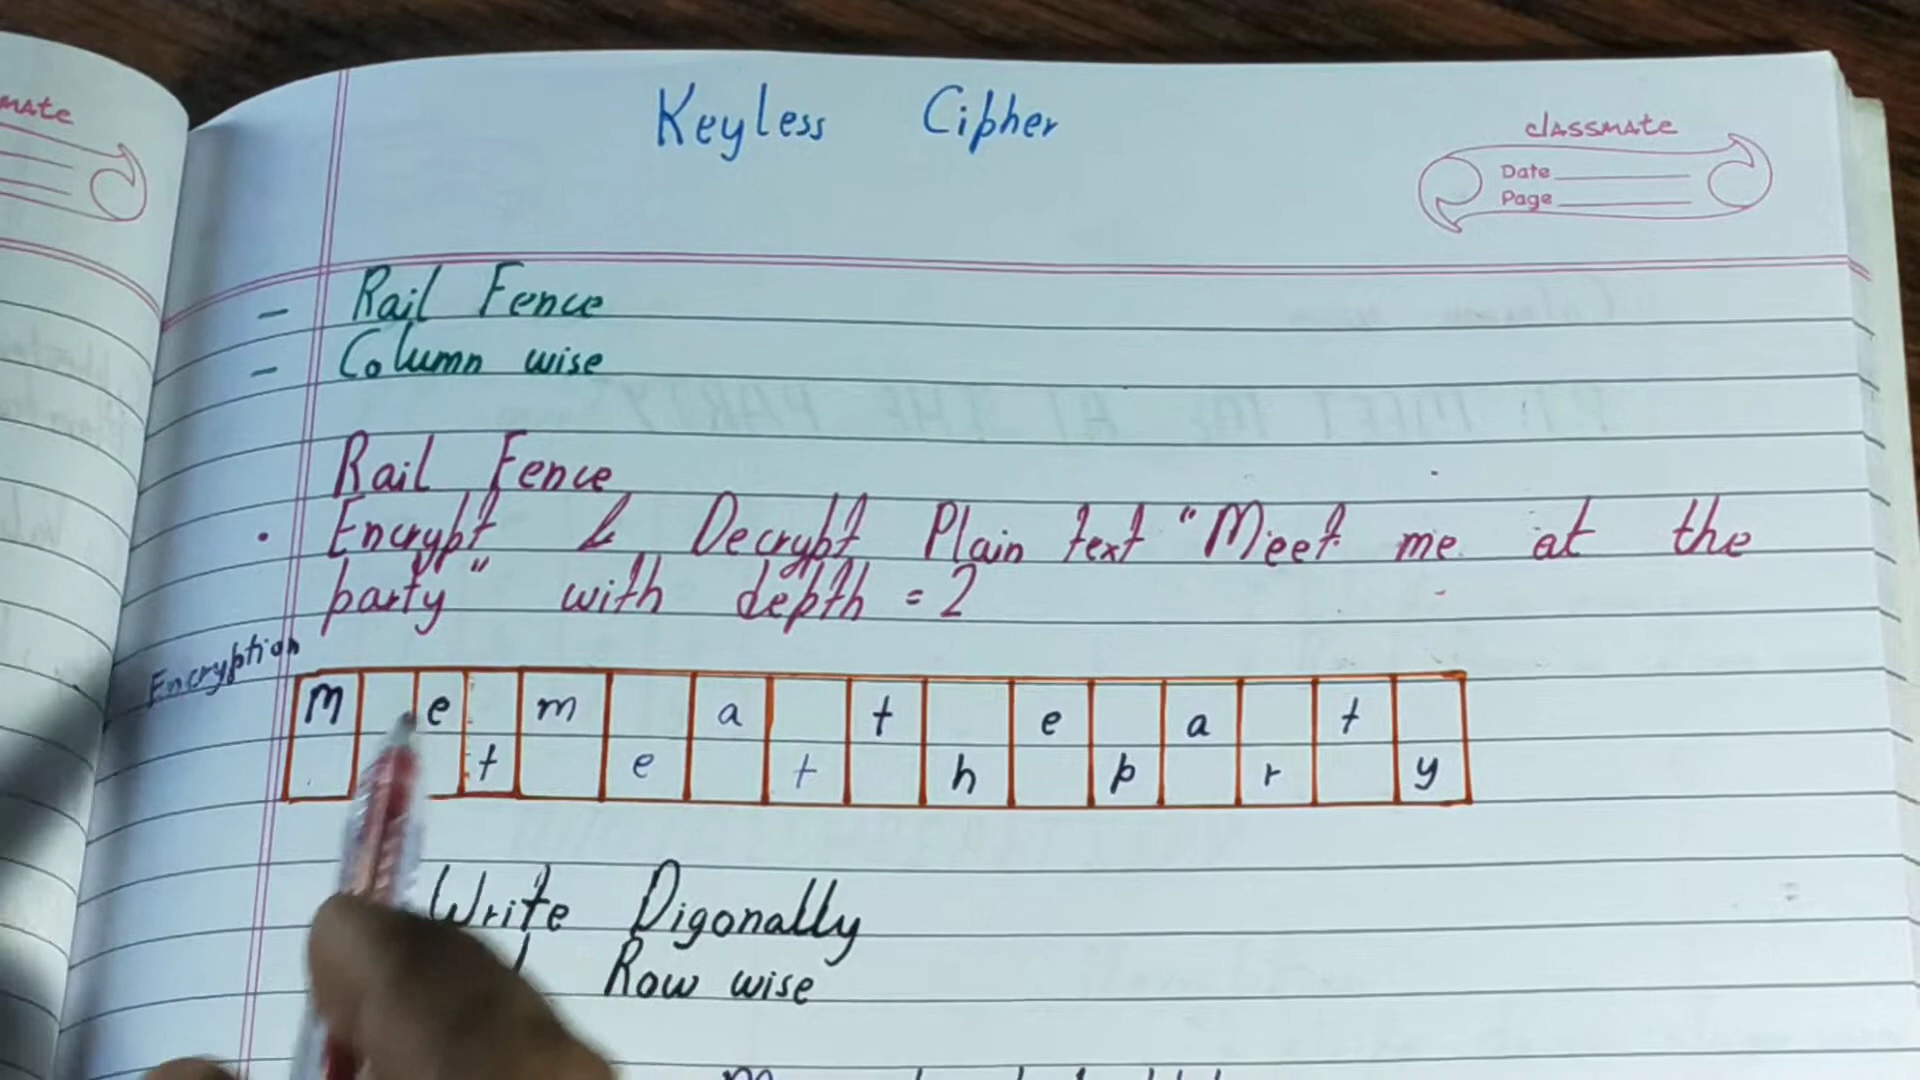 mate
Keyless Cipher
classmate
Date
Page
- Rail Fence
- Column wise
Rail Fence
• Encrypt & Decrypt Plain text "Meet me at the
party" with depth = 2
Encryption
M e m a t e a t
t e t h p r y
Write Digonally
Row wise